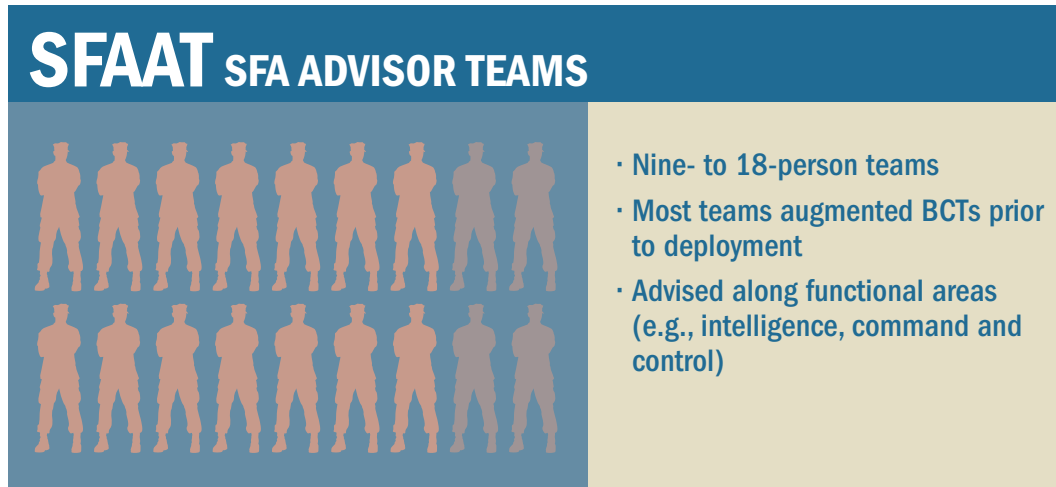 SFAAT SFA ADVISOR TEAMS
· Nine- to 18-person teams
· Most teams augmented BCTs prior
to deployment
· Advised along functional areas
(e.g., intelligence, command and
control)